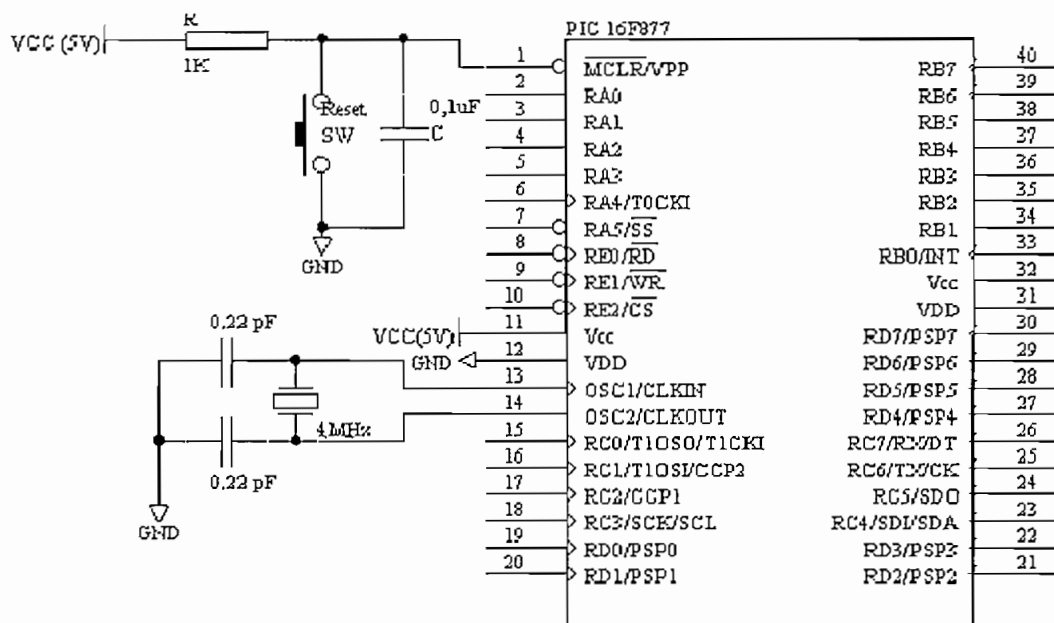 PIC 16F877
R
VCC (5V)
1K
Reset
SW
0,1uF
C
GND
1 MCLR/VPP
2 RA0
3 RA1
4 RA2
5 RA3
6 RA4/T0CKI
7 RA5/SS
8 RE0/RD
9 RE1/WR
10 RE2/CS
VCC(5V) 11 Vcc
GND 12 VDD
13 OSC1/CLKIN
14 OSC2/CLKOUT
15 RC0/T1OSO/T1CKI
16 RC1/T1OSI/CCP2
17 RC2/CCP1
18 RC3/SCK/SCL
19 RD0/PSP0
20 RD1/PSP1
RB7 40
RB6 39
RB5 38
RB4 37
RB3 36
RB2 35
RB1 34
RB0/INT 33
Vcc 32
VDD 31
RD7/PSP7 30
RD6/PSP6 29
RD5/PSP5 28
RD4/PSP4 27
RC7/RX/DT 26
RC6/TX/CK 25
RC5/SDO 24
RC4/SDI/SDA 23
RD3/PSP3 22
RD2/PSP2 21
0,22 pF
4MHz
0,22 pF
GND